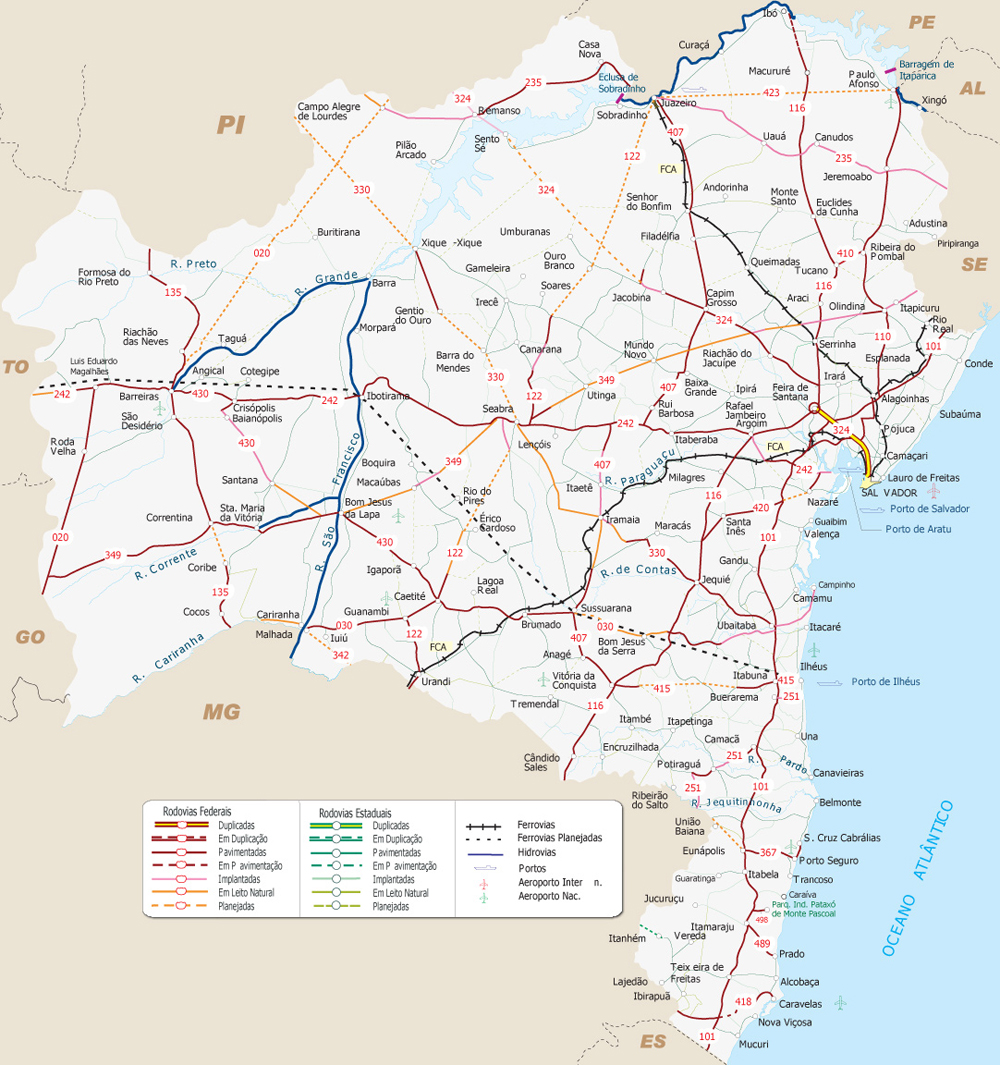 PE
AL
SE
PI
TO
GO
MG
ES
OCEANO ATLÂNTICO
Ibó
Curaçá
Casa
Nova
Macururé
Paulo
Afonso
Barragem de
Itaparica
Xingó
235
Eclusa de
Sobradinho
324
423
116
Campo Alegre
de Lourdes
Remanso
Sobradinho
Juazeiro
407
Uauá
Canudos
Sento
Sé
Pilão
Arcado
122
FCA
235
Jeremoabo
330
324
Andorinha
Senhor
do Bonfim
Monte
Santo
Euclides
da Cunha
Adustina
Buritirana
Umburanas
Filadélfia
Piripiranga
Xique -Xique
410
Ribeira do
Pombal
020
R. Preto
Ouro
Branco
Queimadas
Tucano
Formosa do
Rio Preto
R. Grande
Gameleira
Barra
Soares
116
135
Irecê
Jacobina
Capim
Grosso
Araci
Olindina
Itapicuru
Gentio
do Ouro
324
Rio
Real
Morpará
Riachão
das Neves
Taguá
Canarana
Mundo
Novo
Serrinha
110
101
Barra do
Mendes
Riachão do
Jacuipe
Esplanada
Conde
Luis Eduardo
Magalhães
Angical
Cotegipe
330
349
Irará
Baixa
Grande
Ipirá
Feira de
Santana
242
Barreiras
430
242
Ibotirama
122
Utinga
407
Alagoinhas
Crisópolis
Baianópolis
Seabra
Rui
Barbosa
Rafael
Jambeiro
Argoim
Subaúma
São
Desidério
242
324
Pojuca
Roda
Velha
430
Lençóis
Itaberaba
FCA
R. Paraguaçu
Camaçari
Boquira
349
407
242
Santana
R. São Francisco
Macaúbas
Milagres
Lauro de Freitas
Itaetê
SAL VADOR
116
Rio do
Pires
Nazaré
Porto de Salvador
Sta. Maria
da Vitória
Bom Jesus
da Lapa
420
Correntina
Érico
Cardoso
Iramaia
Maracás
Santa
Inês
Guaibim
Valença
Porto de Aratu
020
430
101
349
122
330
R. Corrente
Coribe
Igaporã
Gandu
R. de Contas
Lagoa
Real
Jequié
Campinho
135
Caetité
Camamu
Cocos
Cariranha
Guanambi
Sussuarana
030
Malhada
Iuiú
030
122
Brumado
Ubaitaba
Itacaré
407
Bom Jesus
da Serra
R. Cariranha
342
FCA
Anagé
Ilhéus
Urandi
Vitória da
Conquista
Itabuna
415
415
Porto de Ilhéus
Buerarema
251
Tremendal
116
Itambé
Itapetinga
Una
Camacã
Encruzilhada
251
R. Pardo
Cândido
Sales
Potiraguá
Canavieiras
251
101
Ribeirão
do Salto
R. Jequitinhonha
Belmonte
União
Baiana
S. Cruz Cabrálias
Eunápolis
367
Porto Seguro
Guaratinga
Itabela
Trancoso
Jucuruçu
Caraíva
Parq. Ind. Pataxó
de Monte Pascoal
498
Itamaraju
Itanhém
Vereda
489
Prado
Teix eira de
Freitas
Lajedão
Alcobaça
Ibirapuã
418
Caravelas
Nova Viçosa
101
Mucuri
Rodovias Federais
Duplicadas
Em Duplicação
Pavimentadas
Em P avimentação
Implantadas
Em Leito Natural
Planejadas
Rodovias Estaduais
Duplicadas
Em Duplicação
Pavimentadas
Em P avimentação
Implantadas
Em Leito Natural
Planejadas
Ferrovias
Ferrovias Planejadas
Hidrovias
Portos
Aeroporto Inter n.
Aeroporto Nac.